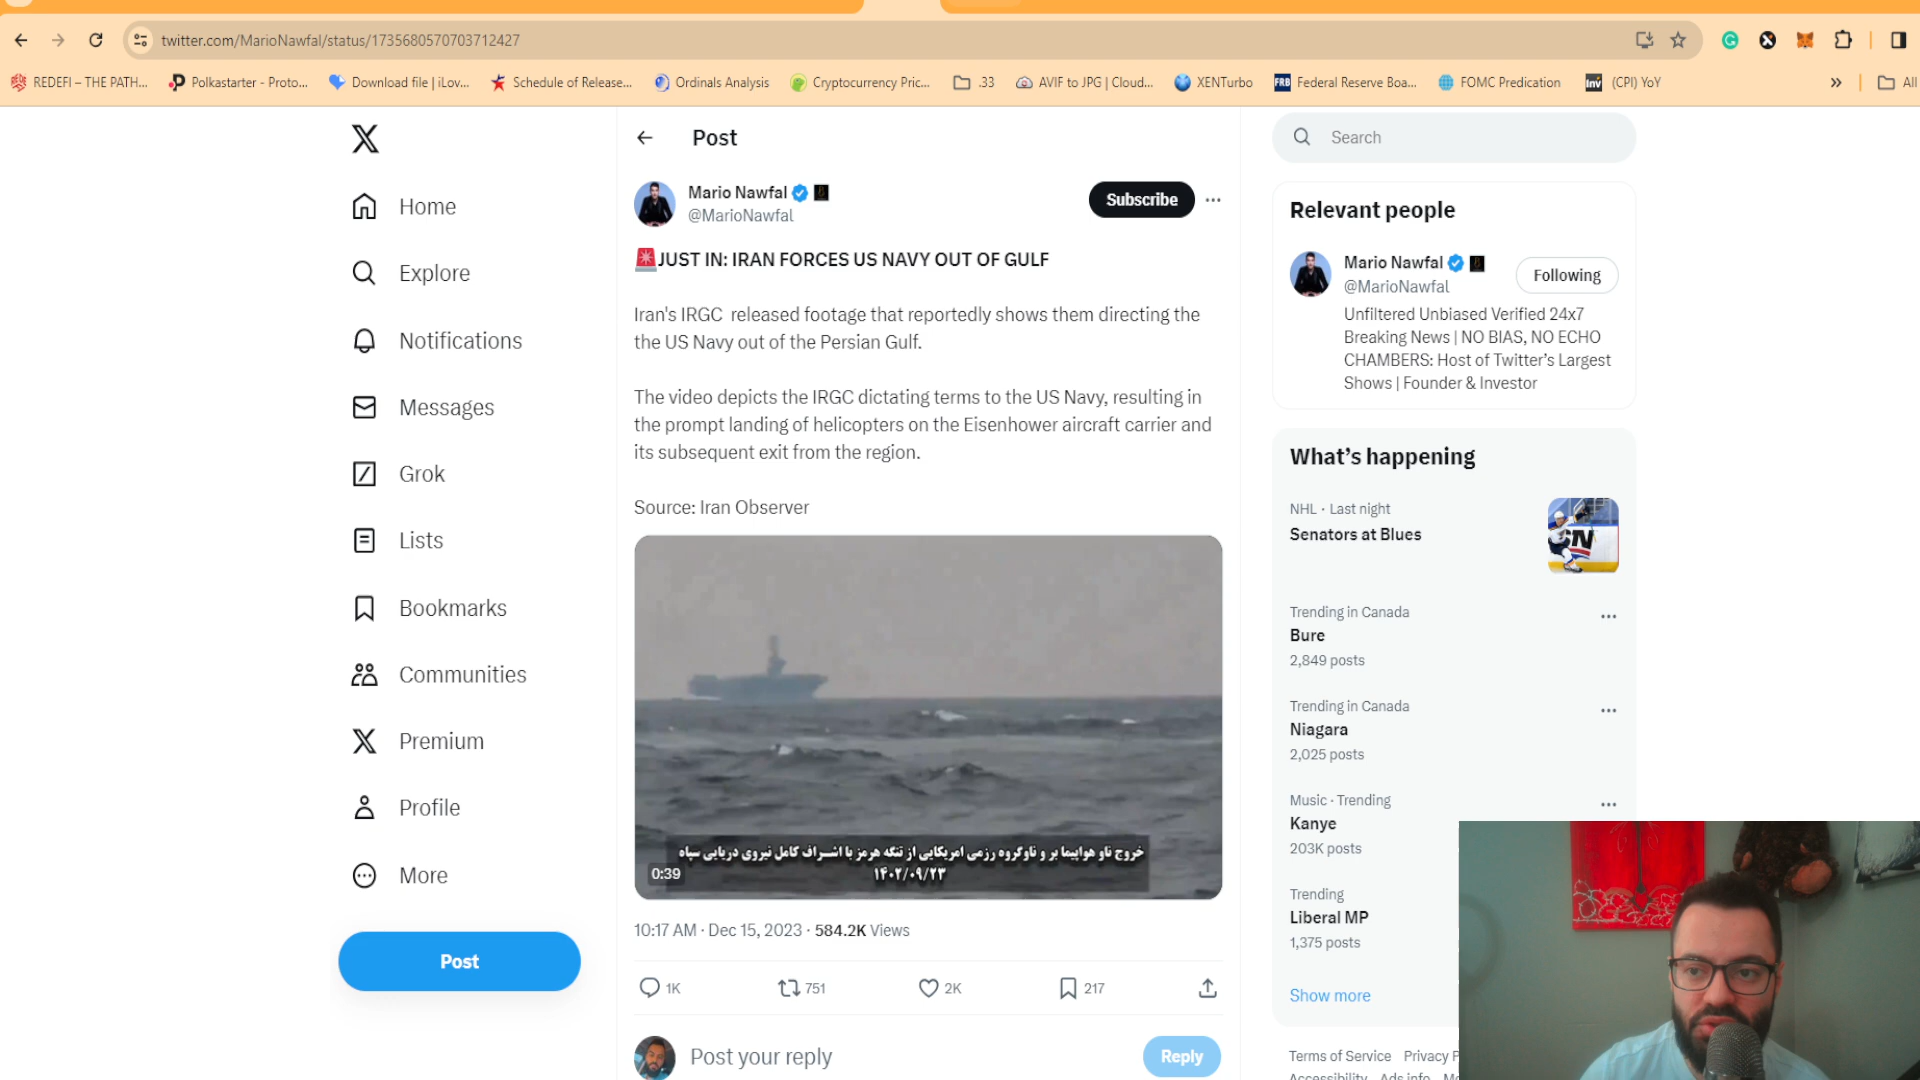 twitter.com/MarioNawfal/status/1735680570703712427
REDEFI – THE PATH...
Polkastarter - Proto...
Download file | iLov...
Schedule of Release...
Ordinals Analysis
Cryptocurrency Pric...
.33
AVIF to JPG | Cloud...
XENTurbo
FRB
Federal Reserve Boa...
FOMC Predication
Inv
(CPI) YoY
»
All
Home
Explore
Notifications
Messages
Grok
Lists
Bookmarks
Communities
Premium
Profile
More
Post
Post
Mario Nawfal
@MarioNawfal
Subscribe
🚨JUST IN: IRAN FORCES US NAVY OUT OF GULF
Iran's IRGC released footage that reportedly shows them directing the
the US Navy out of the Persian Gulf.
The video depicts the IRGC dictating terms to the US Navy, resulting in
the prompt landing of helicopters on the Eisenhower aircraft carrier and
its subsequent exit from the region.
Source: Iran Observer
خروج ناو هواپیما بر و ناوگروه رزمی امریکایی از تنگه هرمز با اشراف کامل نیروی دریایی سپاه
۱۴۰۲/۰۹/۲۳
0:39
10:17 AM · Dec 15, 2023 · 584.2K Views
1K
751
2K
217
Post your reply
Reply
Search
Relevant people
Mario Nawfal
@MarioNawfal
Following
Unfiltered Unbiased Verified 24x7
Breaking News | NO BIAS, NO ECHO
CHAMBERS: Host of Twitter's Largest
Shows | Founder & Investor
What's happening
NHL · Last night
Senators at Blues
Trending in Canada
Bure
2,849 posts
Trending in Canada
Niagara
2,025 posts
Music · Trending
Kanye
203K posts
Trending
Liberal MP
1,375 posts
Show more
Terms of Service Privacy P
Accessibility Ads info